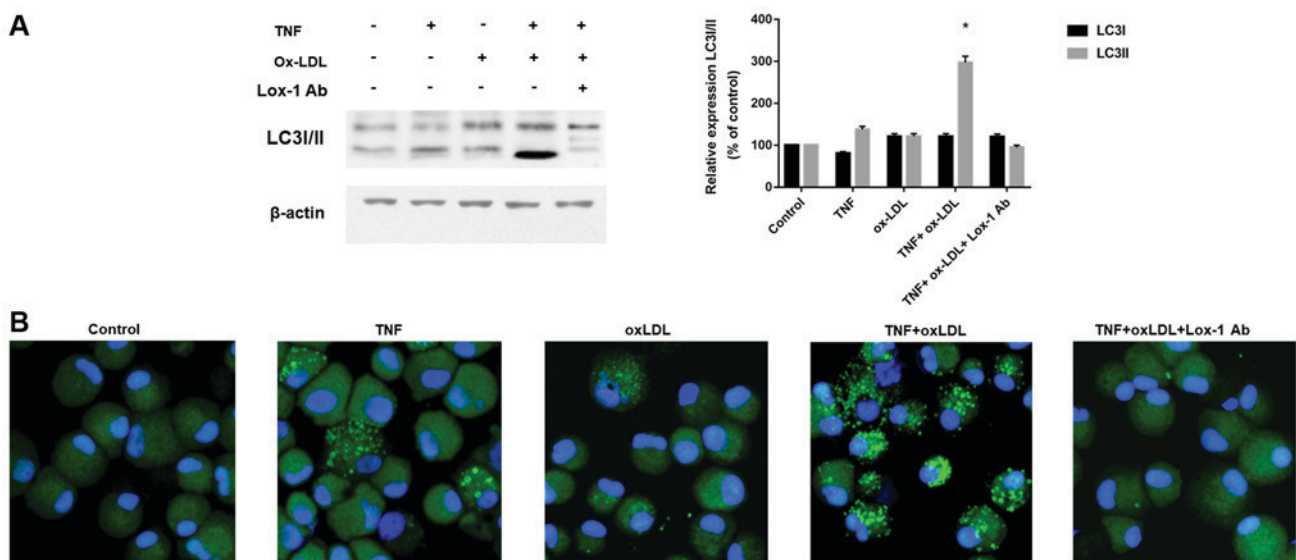 A
TNF - + - + +
Ox-LDL - - + + +
Lox-1 Ab - - - - +
LC3I/II
β-actin
Relative expression LC3I/II
(% of control)
400
300
200
100
0
*
Control
TNF
ox-LDL
TNF+ ox-LDL
TNF+ ox-LDL+ Lox-1 Ab
LC3I
LC3II
B
Control
TNF
oxLDL
TNF+oxLDL
TNF+oxLDL+Lox-1 Ab